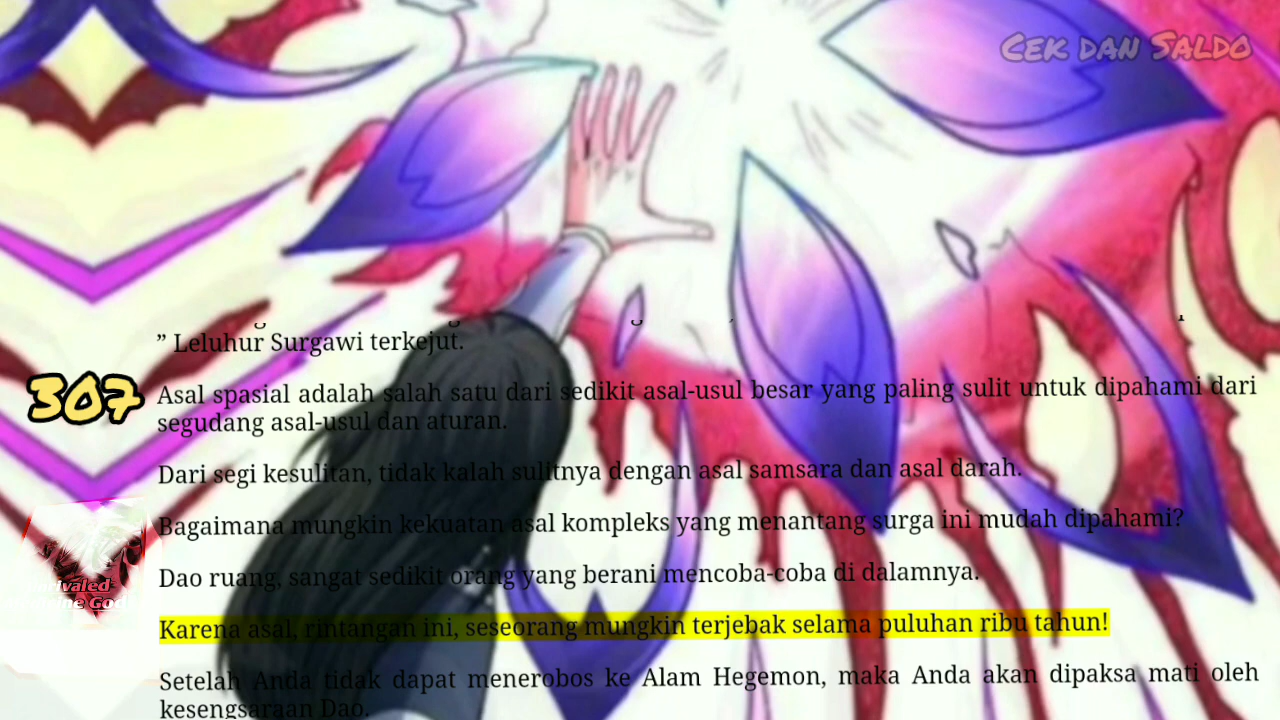 Cek dan Saldo
” Leluhur Surgawi terkejut.
307
Asal spasial adalah salah satu dari sedikit asal-usul besar yang paling sulit untuk dipahami dari
segudang asal-usul dan aturan.
Dari segi kesulitan, tidak kalah sulitnya dengan asal samsara dan asal darah.
Bagaimana mungkin kekuatan asal kompleks yang menantang surga ini mudah dipahami?
Dao ruang, sangat sedikit orang yang berani mencoba-coba di dalamnya.
Karena asal, rintangan ini, seseorang mungkin terjebak selama puluhan ribu tahun!
Setelah Anda tidak dapat menerobos ke Alam Hegemon, maka Anda akan dipaksa mati oleh
kesengsaraan Dao.